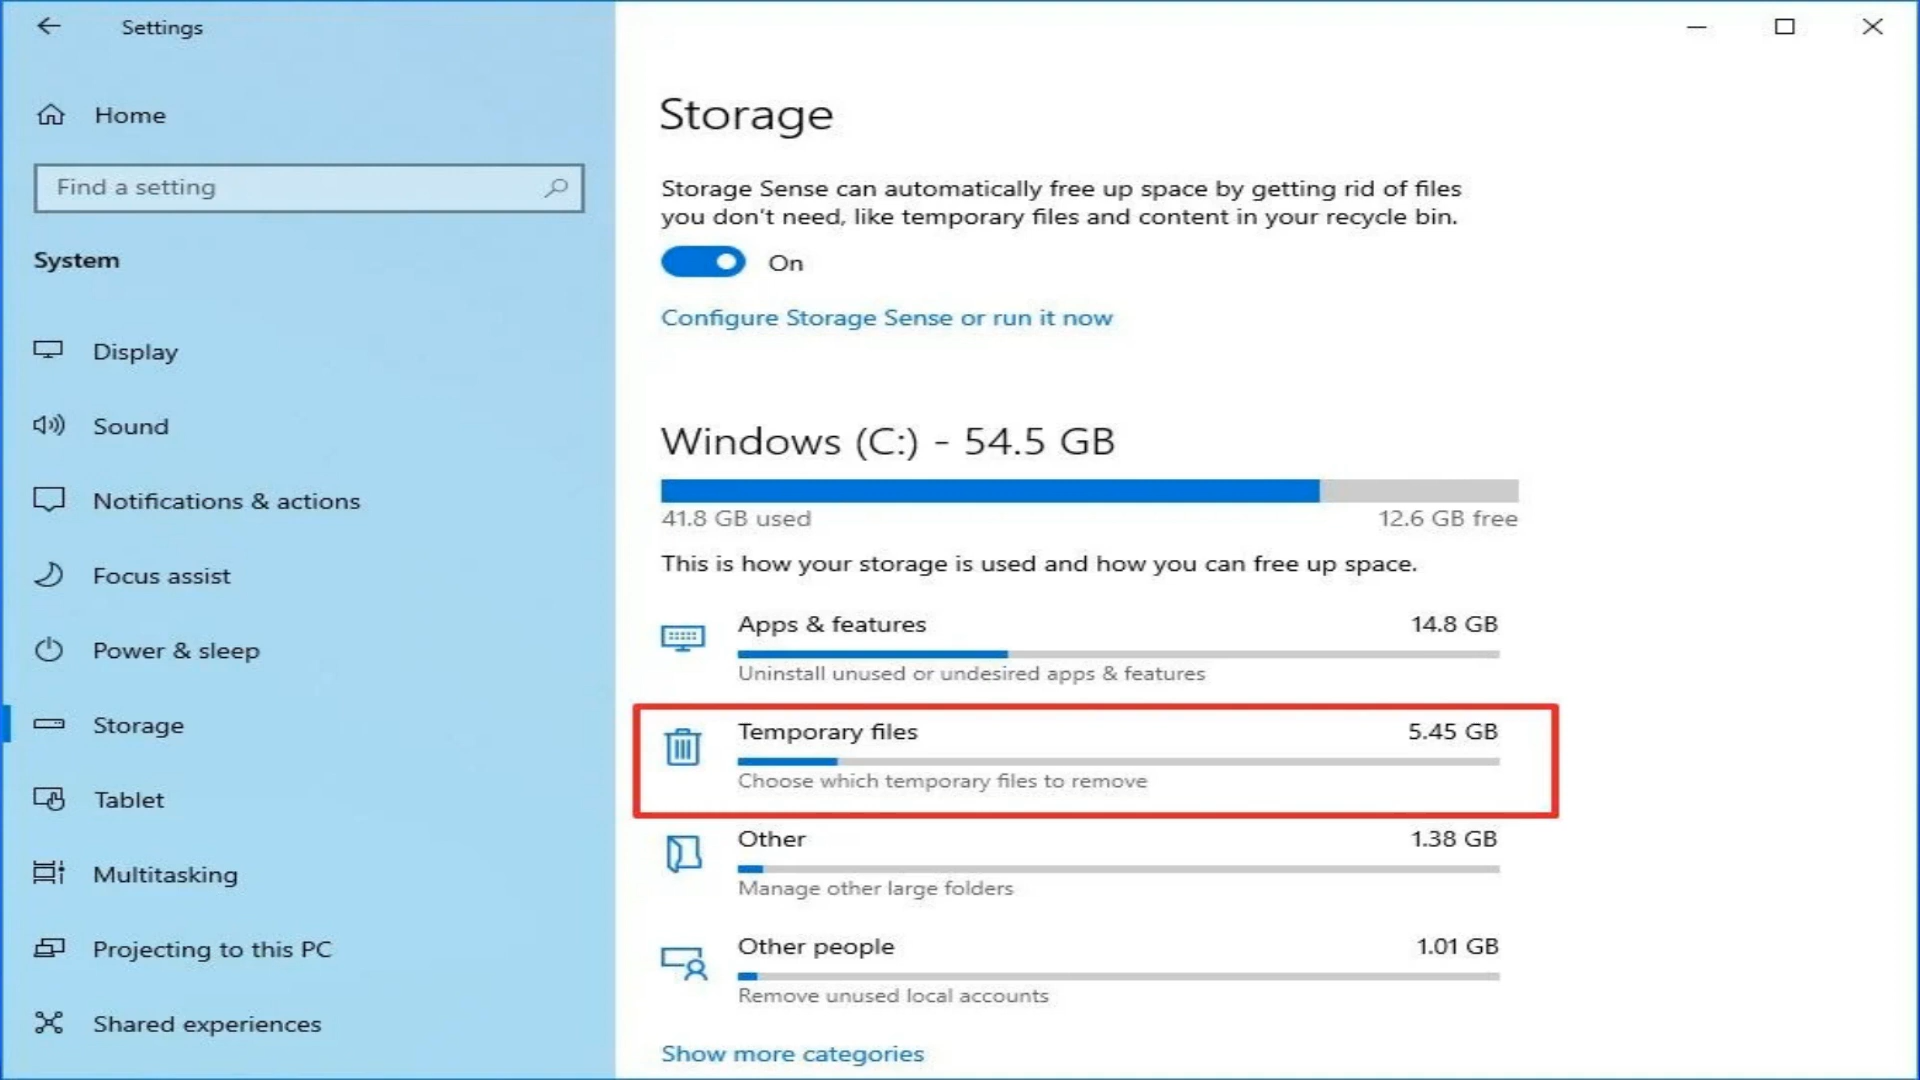 Settings
Home
Find a setting
System
Display
Sound
Notifications & actions
Focus assist
Power & sleep
Storage
Tablet
Multitasking
Projecting to this PC
Shared experiences
Storage
Storage Sense can automatically free up space by getting rid of files
you don't need, like temporary files and content in your recycle bin.
On
Configure Storage Sense or run it now
Windows (C:) - 54.5 GB
41.8 GB used 12.6 GB free
This is how your storage is used and how you can free up space.
Apps & features 14.8 GB
Uninstall unused or undesired apps & features
Temporary files 5.45 GB
Choose which temporary files to remove
Other 1.38 GB
Manage other large folders
Other people 1.01 GB
Remove unused local accounts
Show more categories